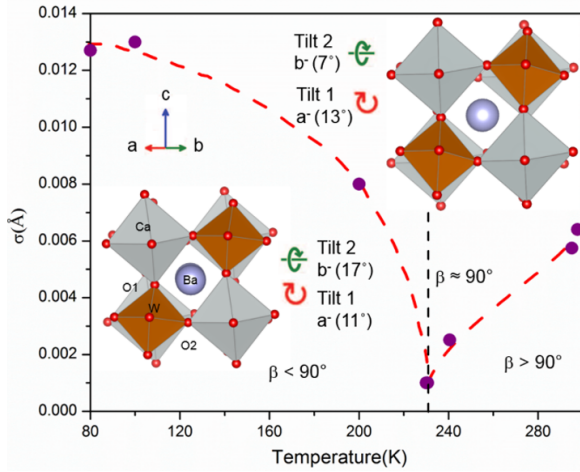 0.014
0.012
0.010
0.008
0.006
0.004
0.002
0.000
σ(Å)
c
a
b
Tilt 2
b⁻(7°)
Tilt 1
a⁻(13°)
Ca
O1
Ba
W
O2
Tilt 2
b⁻(17°)
Tilt 1
a⁻(11°)
β < 90°
β ≈ 90°
β > 90°
80
120
160
200
240
280
Temperature(K)